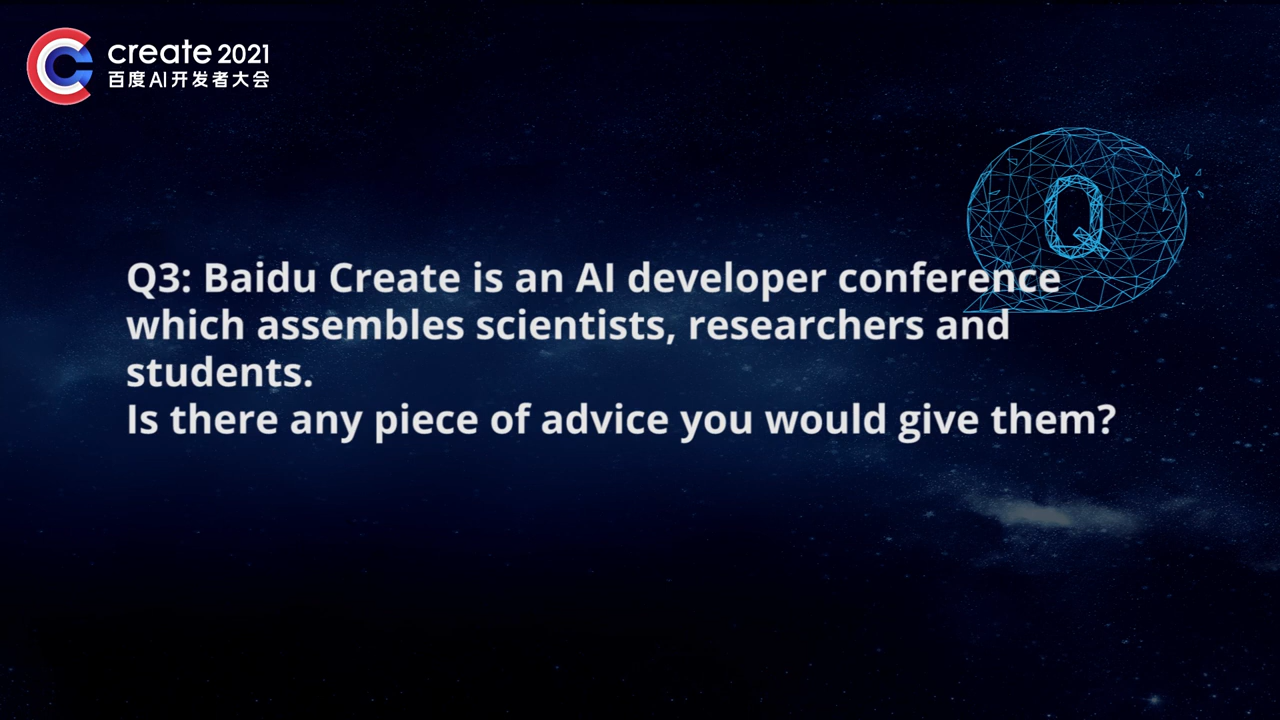 create 2021
百度AI开发者大会
Q
Q3: Baidu Create is an AI developer conference
which assembles scientists, researchers and
students.
Is there any piece of advice you would give them?